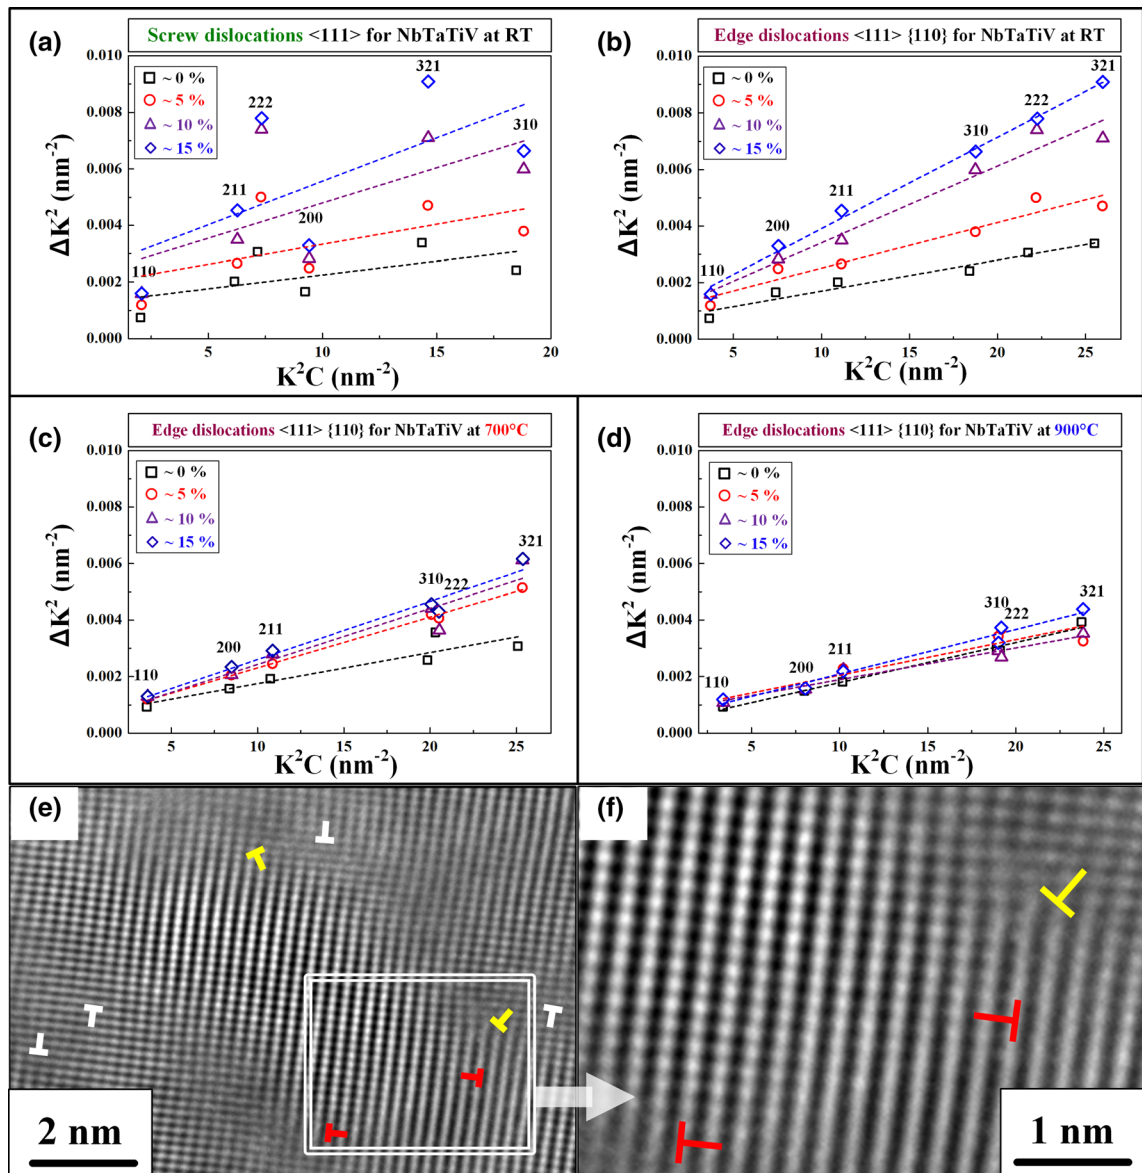 (a) Screw dislocations <111> for NbTaTiV at RT
0.010
0.008
0.006
0.004
0.002
0.000
ΔK² (nm⁻²)
~ 0 %
~ 5 %
~ 10 %
~ 15 %
110
211
222
200
321
310
5 10 15 20
K²C (nm⁻²)
(b) Edge dislocations <111> {110} for NbTaTiV at RT
0.010
0.008
0.006
0.004
0.002
0.000
ΔK² (nm⁻²)
~ 0 %
~ 5 %
~ 10 %
~ 15 %
110
200
211
310
222
321
5 10 15 20 25
K²C (nm⁻²)
(c) Edge dislocations <111> {110} for NbTaTiV at 700°C
0.010
0.008
0.006
0.004
0.002
0.000
ΔK² (nm⁻²)
~ 0 %
~ 5 %
~ 10 %
~ 15 %
110
200
211
310
222
321
5 10 15 20 25
K²C (nm⁻²)
(d) Edge dislocations <111> {110} for NbTaTiV at 900°C
0.010
0.008
0.006
0.004
0.002
0.000
ΔK² (nm⁻²)
~ 0 %
~ 5 %
~ 10 %
~ 15 %
110
200
211
310
222
321
5 10 15 20 25
K²C (nm⁻²)
(e)
2 nm
(f)
1 nm